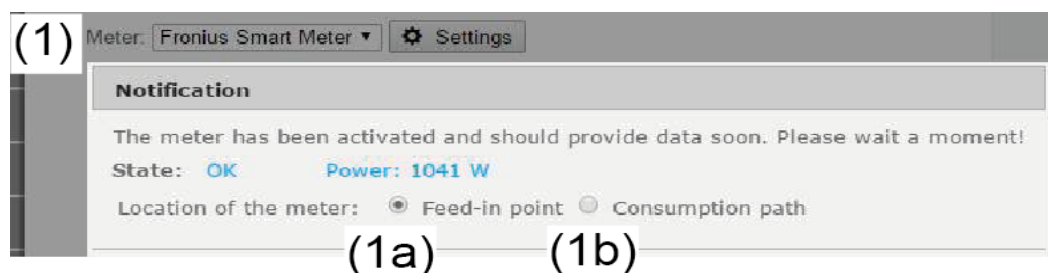 (1) Meter: Fronius Smart Meter ▾ Settings
Notification
The meter has been activated and should provide data soon. Please wait a moment!
State: OK Power: 1041 W
Location of the meter: Feed-in point Consumption path
(1a) (1b)